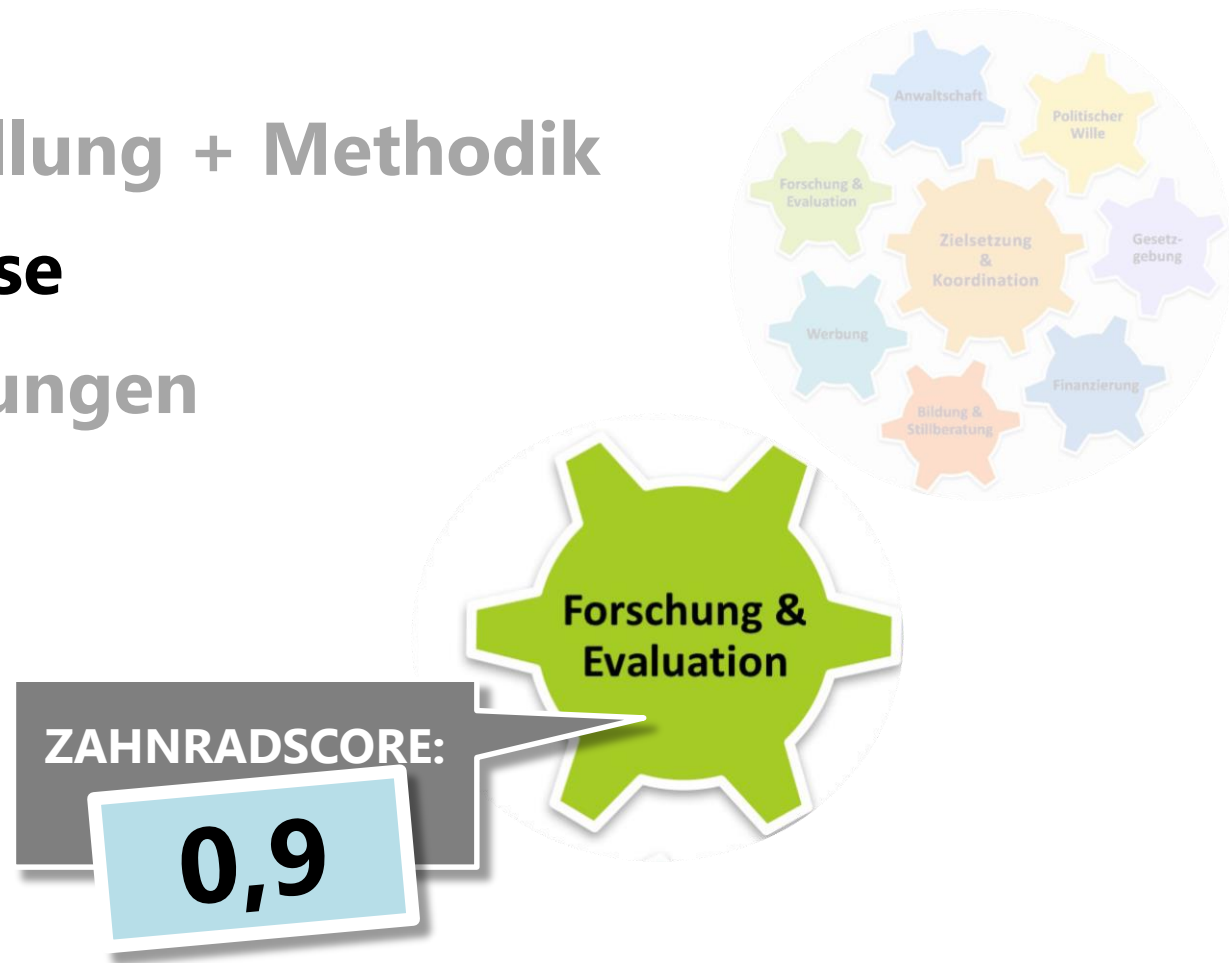 llung + Methodik
se
ungen
Anwaltschaft
Politischer
Wille
Forschung &
Evaluation
Zielsetzung
&
Koordination
Gesetz-
gebung
Werbung
Finanzierung
Bildung &
Stiliberatung
Forschung &
Evaluation
ZAHNRADSCORE:
0,9